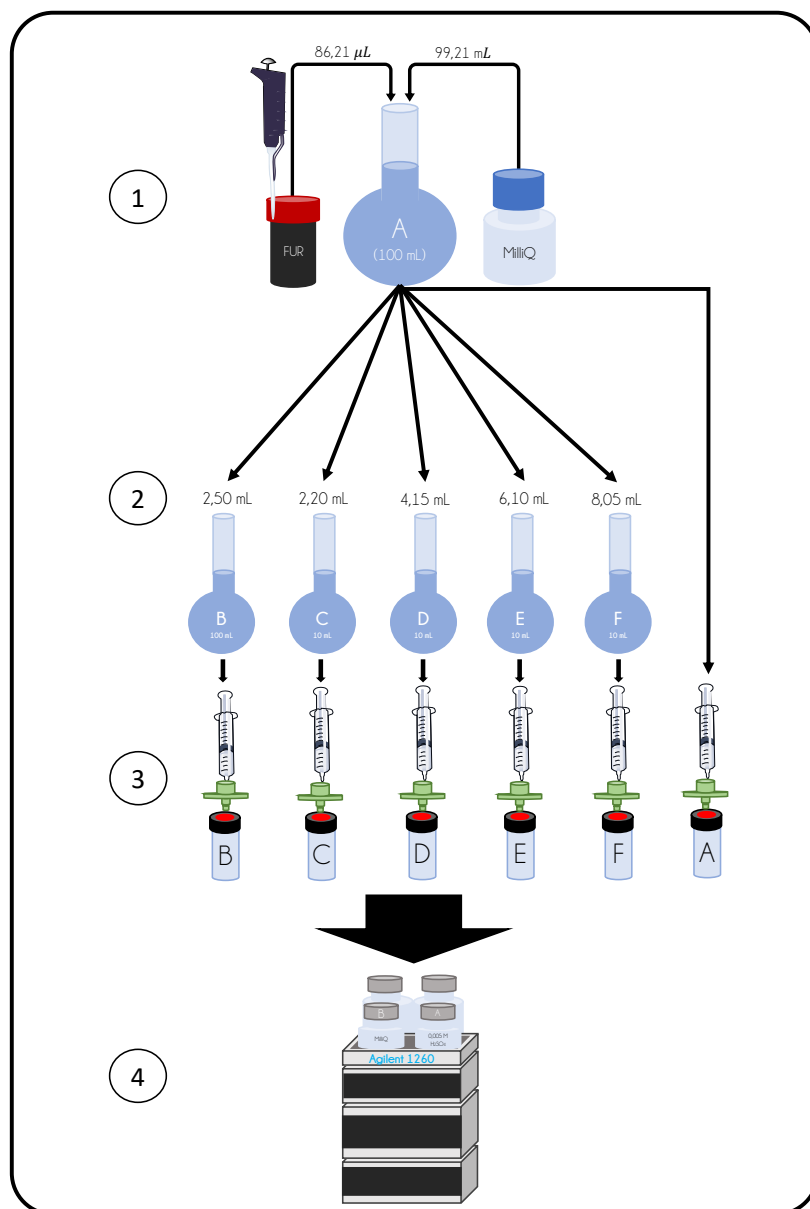 86,21 μL
99,21 mL
1
FUR
A
(100 mL)
MilliQ
2
2,50 mL
2,20 mL
4,15 mL
6,10 mL
8,05 mL
B
100 mL
C
10 mL
D
10 mL
E
10 mL
F
10 mL
3
B
C
D
E
F
A
4
B
A
MilliQ
0,005 M
H₂SO₄
Agilent 1260